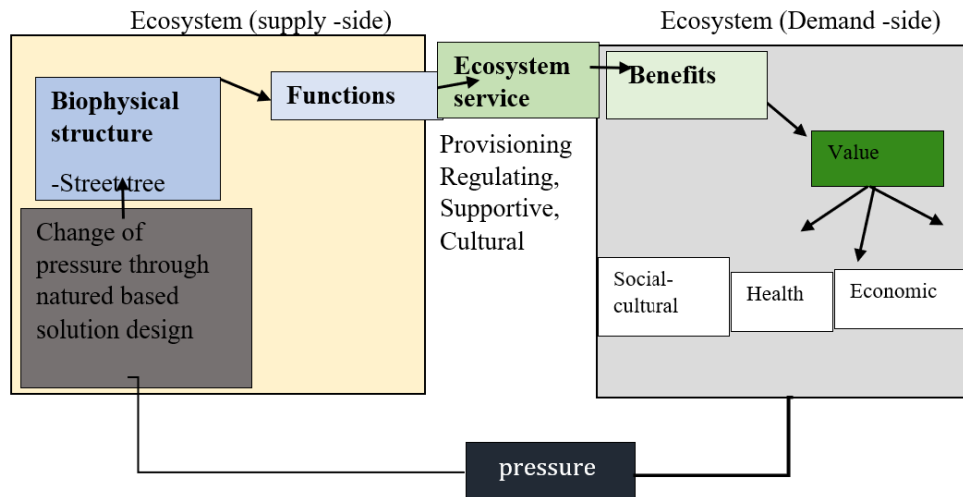 Ecosystem (supply -side)
Ecosystem (Demand -side)
Biophysical
structure
-Street tree
Functions
Ecosystem
service
Benefits
Value
Provisioning
Regulating,
Supportive,
Cultural
Change of
pressure through
natured based
solution design
Social-
cultural
Health
Economic
pressure